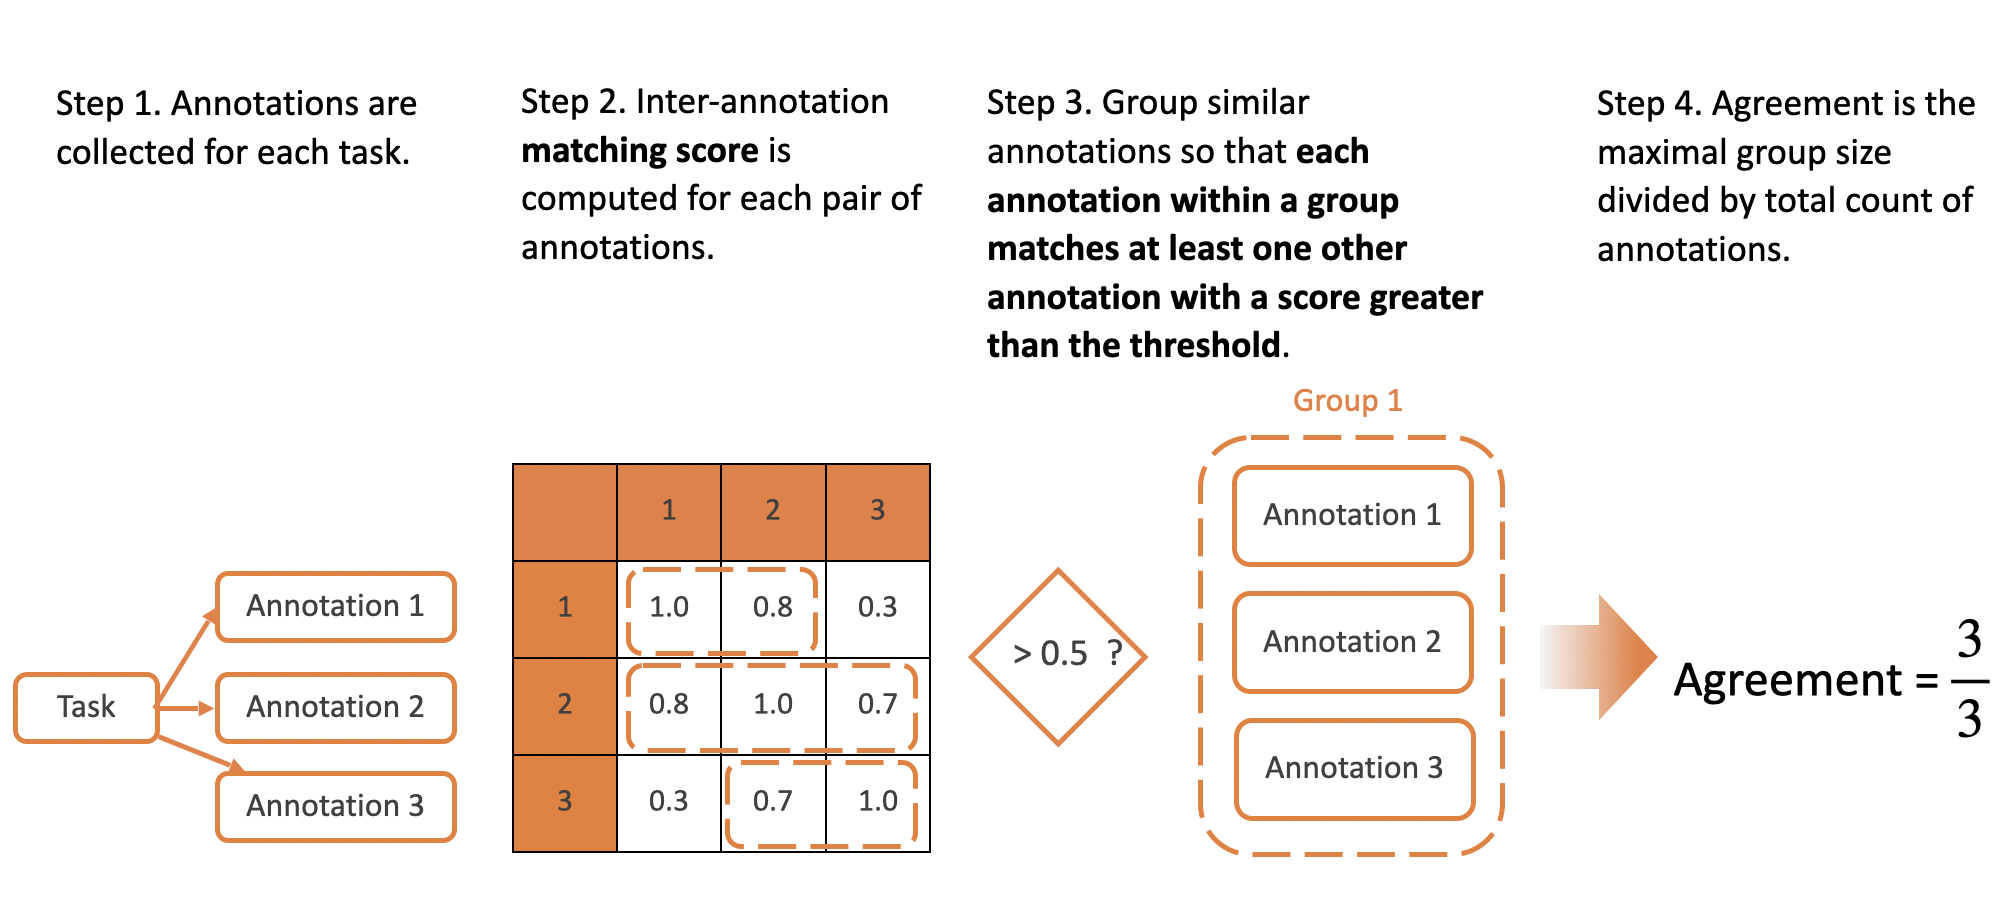 Step 1. Annotations are
collected for each task.
Step 2. Inter-annotation
matching score is
computed for each pair of
annotations.
Step 3. Group similar
annotations so that each
annotation within a group
matches at least one other
annotation with a score greater
than the threshold.
Step 4. Agreement is the
maximal group size
divided by total count of
annotations.
Task
Annotation 1
Annotation 2
Annotation 3
1 2 3
1 1.0 0.8 0.3
2 0.8 1.0 0.7
3 0.3 0.7 1.0
> 0.5 ?
Group 1
Annotation 1
Annotation 2
Annotation 3
Agreement = 3
3